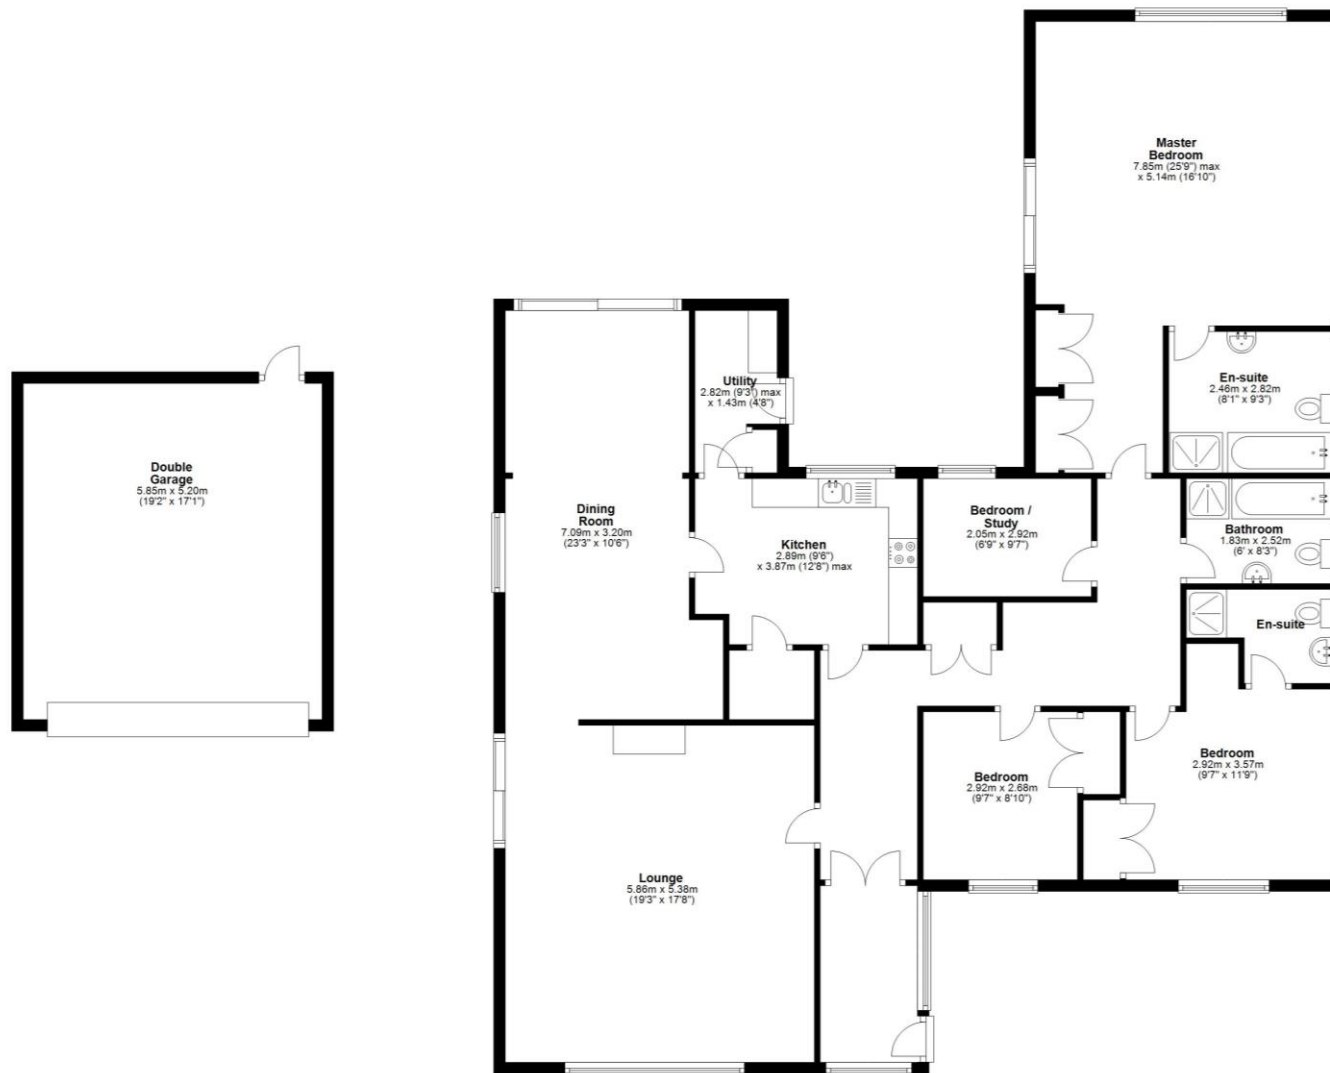 Master
Bedroom
7.85m (25'9") max
x 5.14m (16'10")
En-suite
2.46m x 2.82m
(8'1" x 9'3")
Utility
2.82m (9'3") max
x 1.43m (4'8")
Double
Garage
5.85m x 5.20m
(19'2" x 17'1")
Dining
Room
7.09m x 3.20m
(23'3" x 10'6")
Kitchen
2.89m (9'6")
x 3.87m (12'8") max
Bedroom /
Study
2.05m x 2.92m
(6'9" x 9'7")
Bathroom
1.83m x 2.52m
(6' x 8'3")
En-suite
Bedroom
2.92m x 3.57m
(9'7" x 11'9")
Bedroom
2.92m x 2.68m
(9'7" x 8'10")
Lounge
5.86m x 5.38m
(19'3" x 17'8")